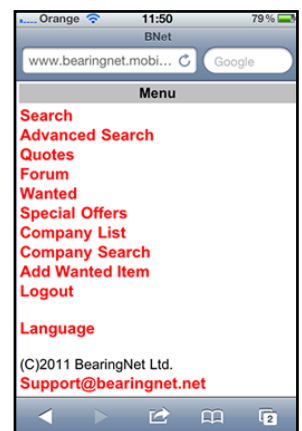 Orange 11:50 79%
BNet
www.bearingnet.mobi... Google
Menu
Search
Advanced Search
Quotes
Forum
Wanted
Special Offers
Company List
Company Search
Add Wanted Item
Logout
Language
(C)2011 BearingNet Ltd.
Support@bearingnet.net
2